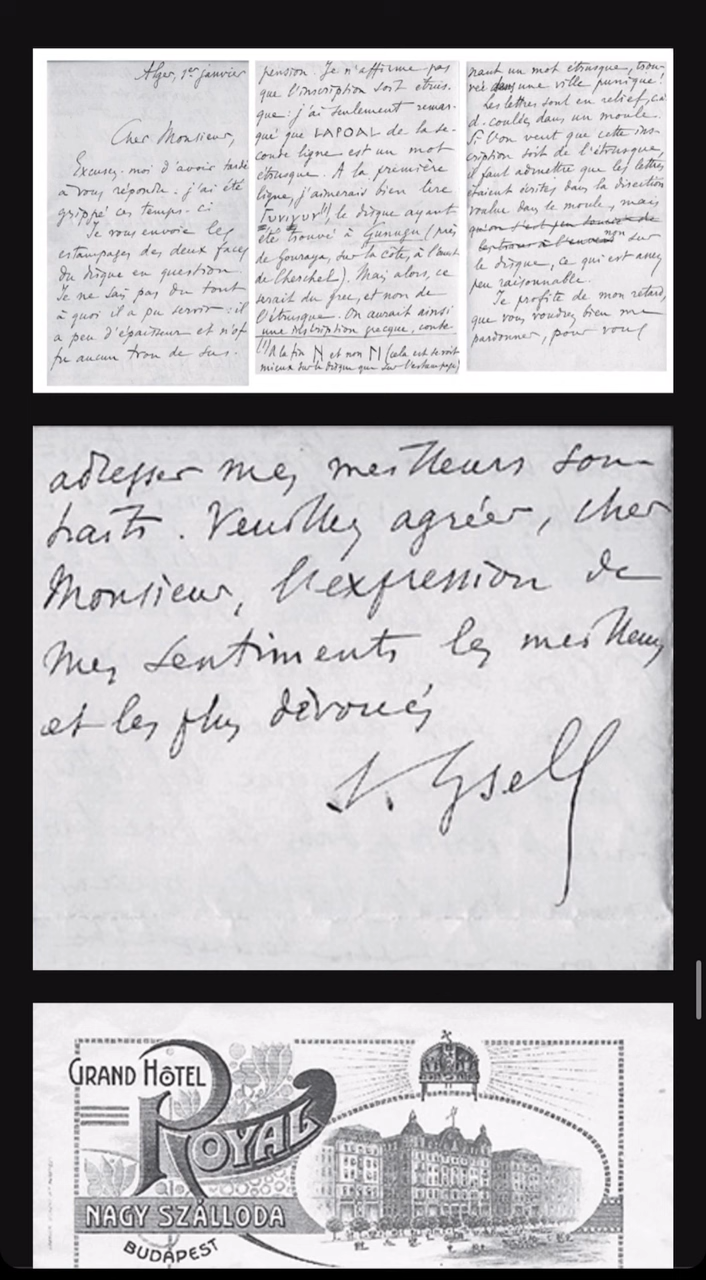 Alger, 1er janvier
Cher Monsieur,
Excusez-moi d'avoir tardé
à vous répondre. j'ai été
grippé ces temps-ci
Je vous envoie les
estampages des deux faces
du disque en question.
Je ne sais pas du tout
à quoi il a pu servir : il
a peu d'épaisseur et n'of
fre aucun trou de sus-
pension. Je n'affirme pas
que l'inscription soit étrus-
que : j'ai seulement remar-
qué que de la se-
conde ligne est un mot
étrusque. A la première
ligne, j'aimerais bien lire
(1), le disque ayant
été trouvé à Gunugu (près
de Gouraya, sur la côte, à l'ouest
de Cherchel). Mais alors, ce
serait du grec, et non de
l'étrusque. On aurait ainsi
une inscription grecque, conte-
(1) A la fin N et non (cela est
mieux sur le disque que sur l'estampage)
nant un mot étrusque, trou-
vée dans une ville punique!
Les lettres sont en relief, càd
d. coulées dans un moule.
Si l'on veut que cette ins-
cription soit de l'étrusque,
il faut admettre que les lettres
étaient écrites dans la direction
voulue dans le moule, mais
qu'on s'est peu soucié de
non sur
le disque, ce qui est assez
peu raisonnable.
Je profite de mon retard,
que vous voudrez bien me
pardonner, pour vous
adresser mes meilleurs sou-
haits. Veuillez agréer, cher
Monsieur, l'expression de
mes sentiments les meilleurs
et les plus dévoués
S. Gsell
GRAND HÔTEL
ROYAL
NAGY SZÁLLODA
BUDAPEST